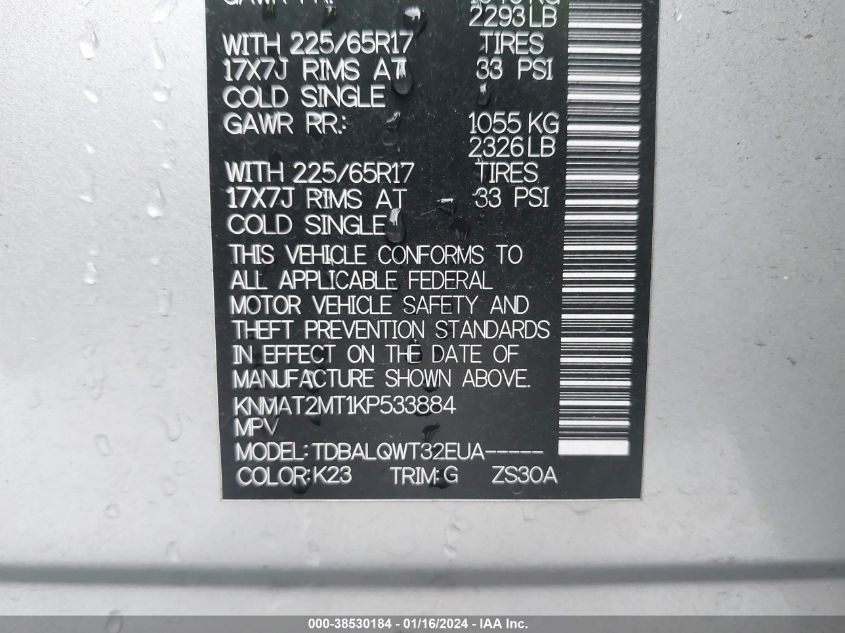 2293 LB
WITH 225/65R17 TIRES
17X7J RIMS AT 33 PSI
COLD SINGLE
GAWR RR.: 1055 KG
2326 LB
WITH 225/65R17 TIRES
17X7J RIMS AT 33 PSI
COLD SINGLE
THIS VEHICLE CONFORMS TO
ALL APPLICABLE FEDERAL
MOTOR VEHICLE SAFETY AND
THEFT PREVENTION STANDARDS
IN EFFECT ON THE DATE OF
MANUFACTURE SHOWN ABOVE.
KNMAT2MT1KP533884
MPV
MODEL: TDBALQWT32EUA-----
COLOR: K23 TRIM: G ZS30A
000-38530184 - 01/16/2024 - IAA Inc.